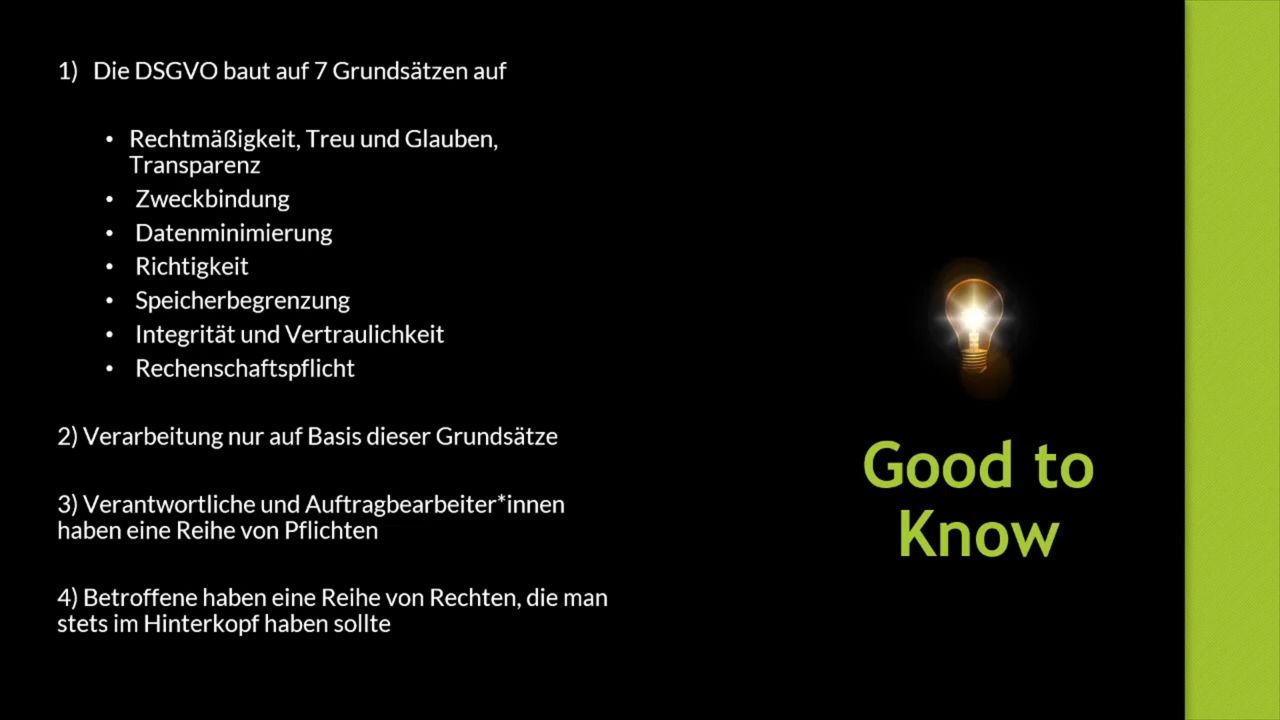 1) Die DSGVO baut auf 7 Grundsätzen auf
• Rechtmäßigkeit, Treu und Glauben,
Transparenz
• Zweckbindung
• Datenminimierung
• Richtigkeit
• Speicherbegrenzung
• Integrität und Vertraulichkeit
• Rechenschaftspflicht
2) Verarbeitung nur auf Basis dieser Grundsätze
3) Verantwortliche und Auftragbearbeiter*innen
haben eine Reihe von Pflichten
4) Betroffene haben eine Reihe von Rechten, die man
stets im Hinterkopf haben sollte
Good to
Know